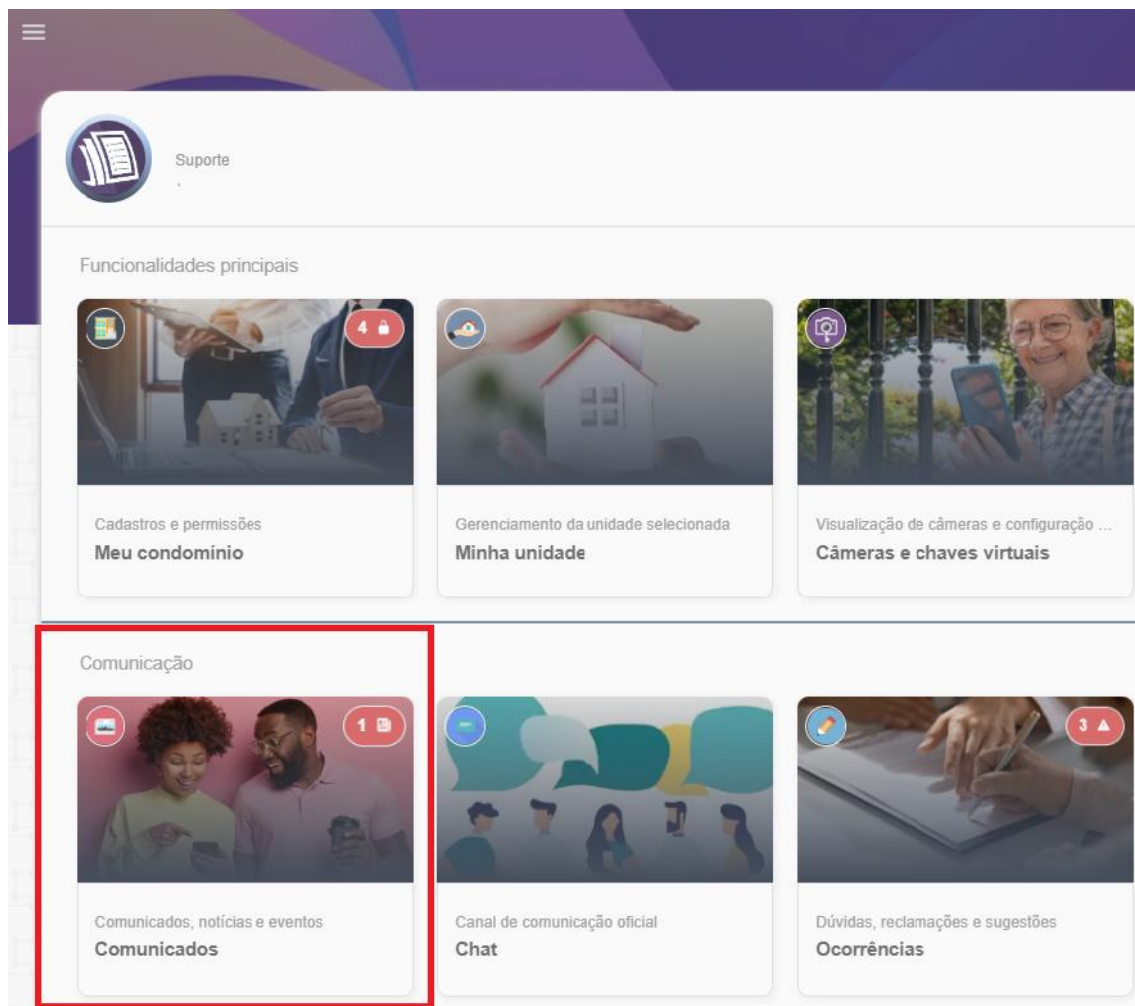 Suporte
Funcionalidades principais
4
Cadastros e permissões
Meu condomínio
Gerenciamento da unidade selecionada
Minha unidade
Visualização de câmeras e configuração ...
Câmeras e chaves virtuais
Comunicação
1
3
Comunicados, notícias e eventos
Comunicados
Canal de comunicação oficial
Chat
Dúvidas, reclamações e sugestões
Ocorrências